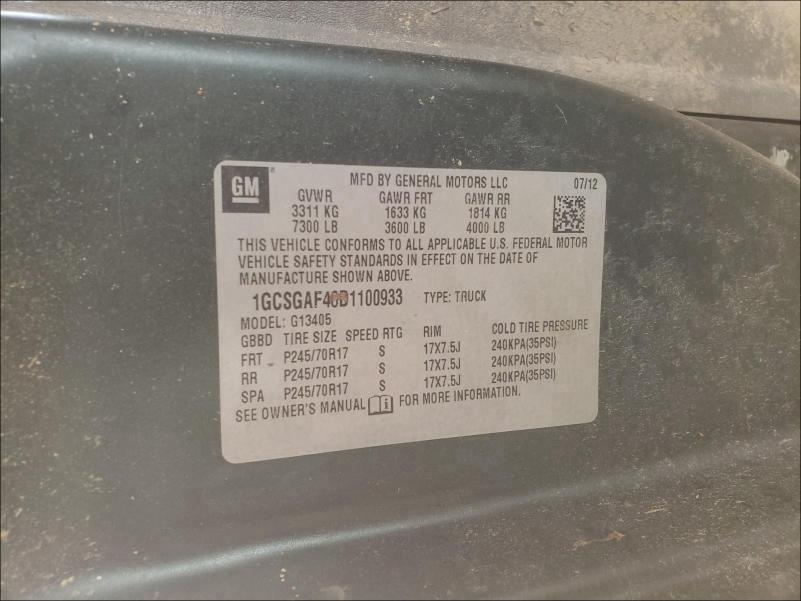 GM
MFD BY GENERAL MOTORS LLC 07/12
GVWR GAWR FRT GAWR RR
3311 KG 1633 KG 1814 KG
7300 LB 3600 LB 4000 LB
THIS VEHICLE CONFORMS TO ALL APPLICABLE U.S. FEDERAL MOTOR
VEHICLE SAFETY STANDARDS IN EFFECT ON THE DATE OF
MANUFACTURE SHOWN ABOVE.
1GCSGAF46D1100933 TYPE: TRUCK
MODEL: G13405
GBBD TIRE SIZE SPEED RTG RIM COLD TIRE PRESSURE
FRT P245/70R17 S 17X7.5J 240KPA(35PSI)
RR P245/70R17 S 17X7.5J 240KPA(35PSI)
SPA P245/70R17 S 17X7.5J 240KPA(35PSI)
SEE OWNER'S MANUAL FOR MORE INFORMATION.